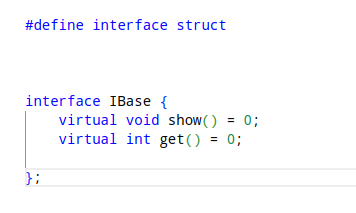 #define interface struct
interface IBase {
    virtual void show() = 0;
    virtual int get() = 0;
};